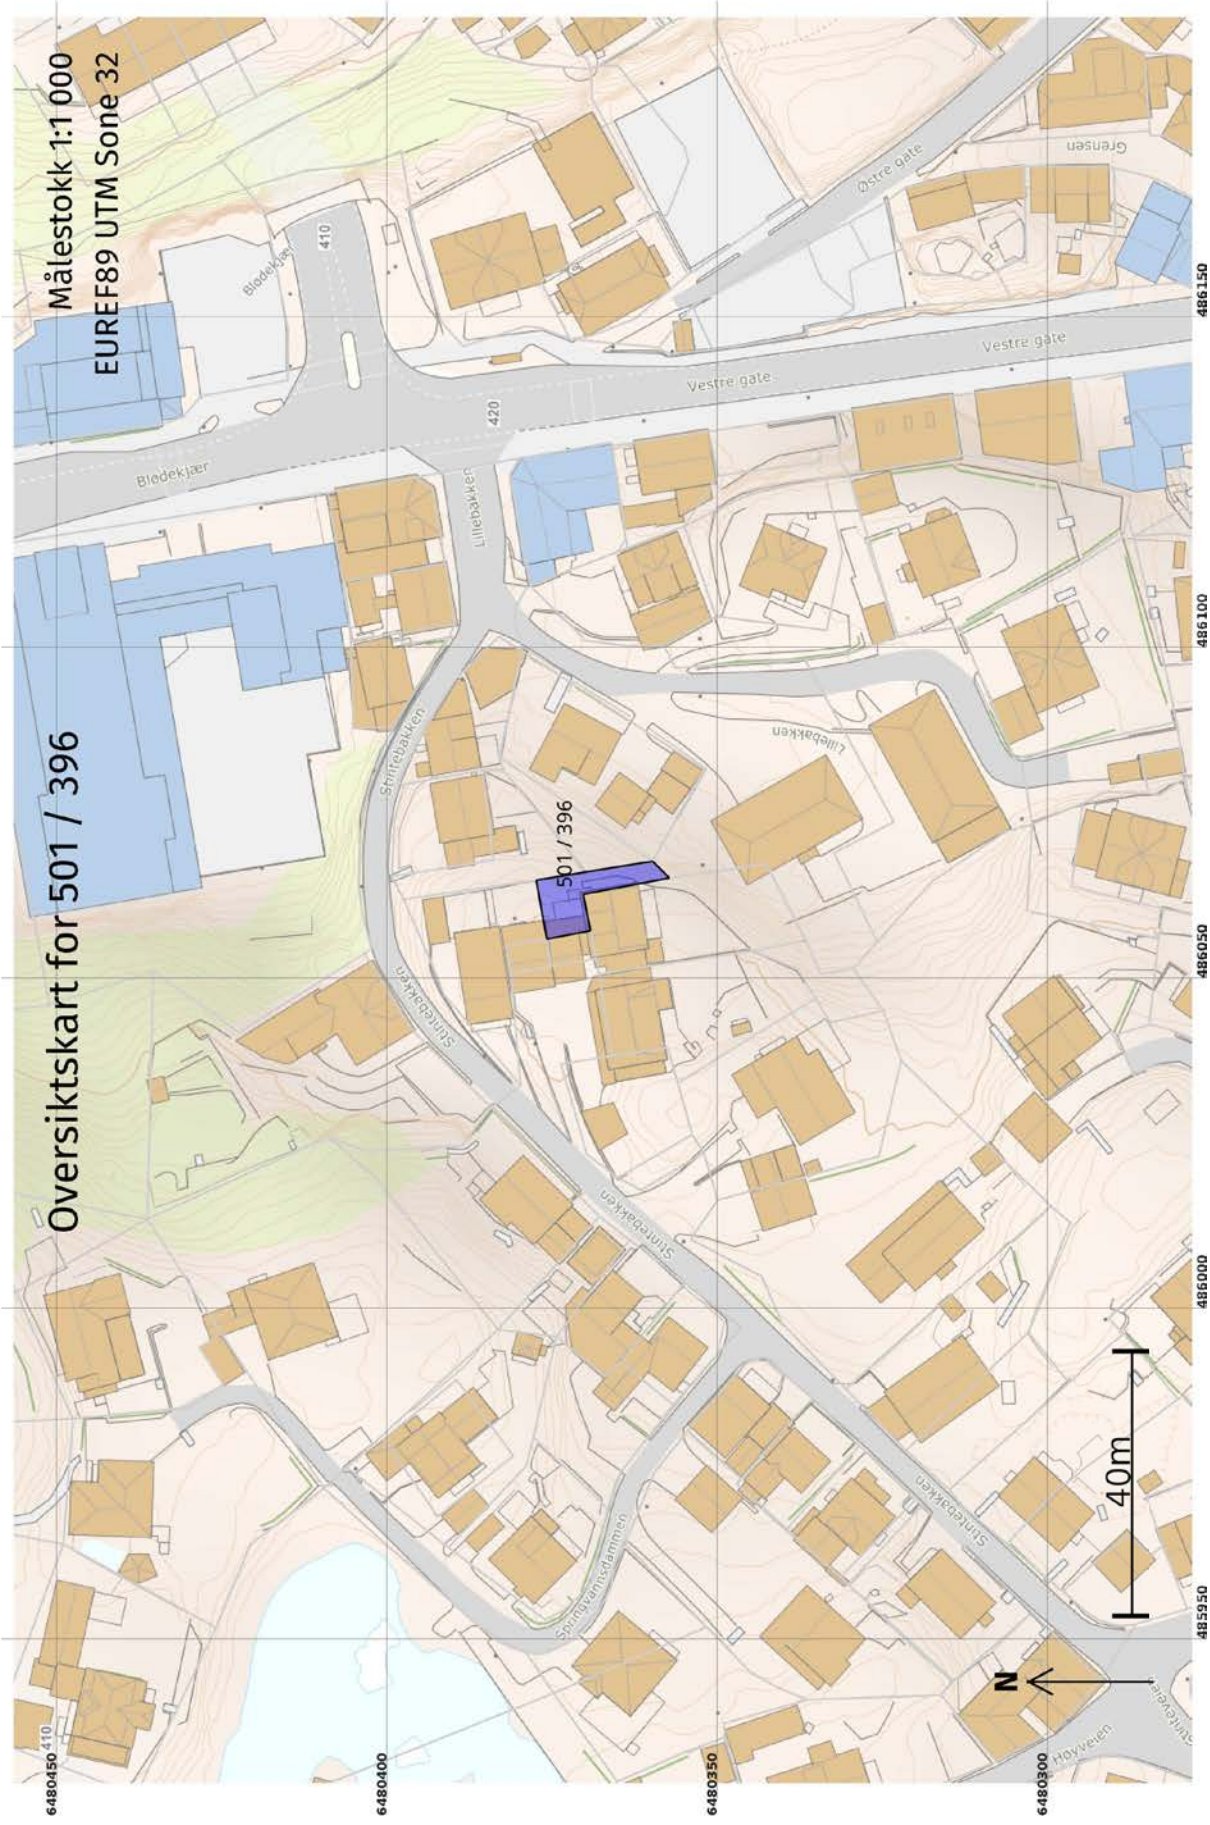 Oversiktskart for 501 / 396
Målestokk 1:1 000
EUREF89 UTM Sone 32
6480450
6480400
6480350
6480300
485950
486000
486050
486100
486150
410
410
420
Blødekjær
Blødekjær
Lillebakken
Lillebakken
Vestre gate
Vestre gate
Østre gate
Grensen
Stintebakken
Stintebakken
Stintebakken
Stintebakken
501 / 396
Springvannsdammen
Høyveien
Stinteveien
N
40m